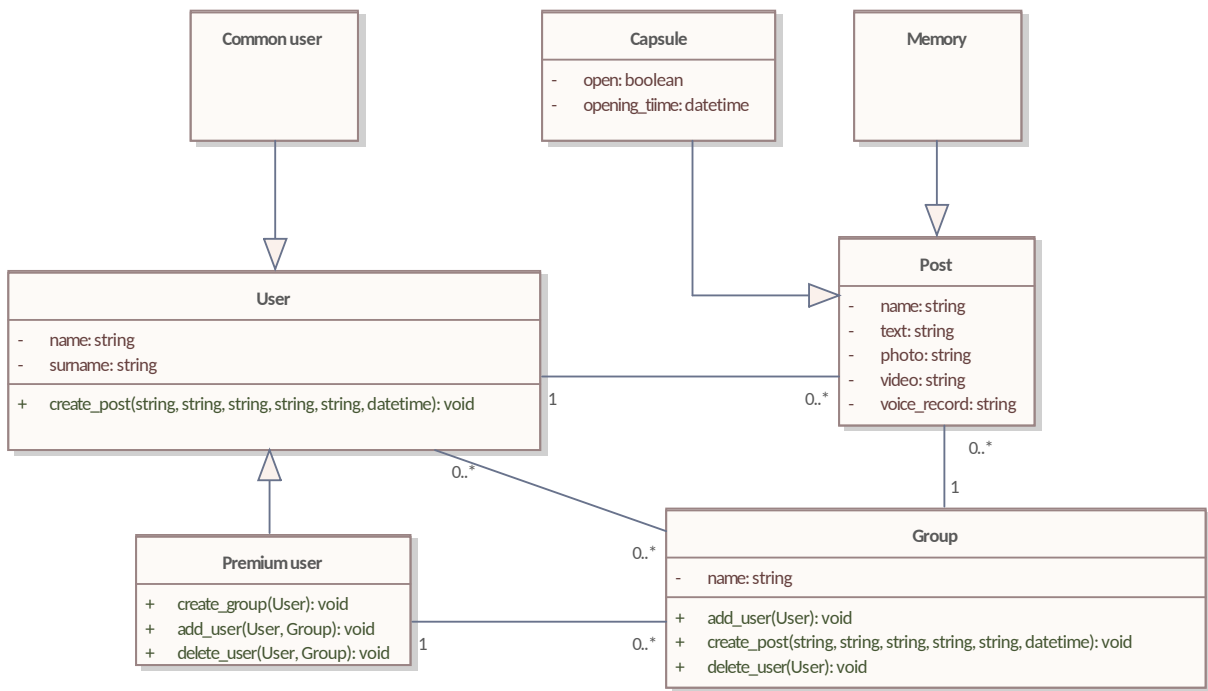 Common user
Capsule
- open: boolean
- opening_tiime: datetime
Memory
User
- name: string
- surname: string
+ create_post(string, string, string, string, string, datetime): void
Post
- name: string
- text: string
- photo: string
- video: string
- voice_record: string
1
0..*
0..*
0..*
0..*
1
Premium user
+ create_group(User): void
+ add_user(User, Group): void
+ delete_user(User, Group): void
1
0..*
Group
- name: string
+ add_user(User): void
+ create_post(string, string, string, string, string, datetime): void
+ delete_user(User): void